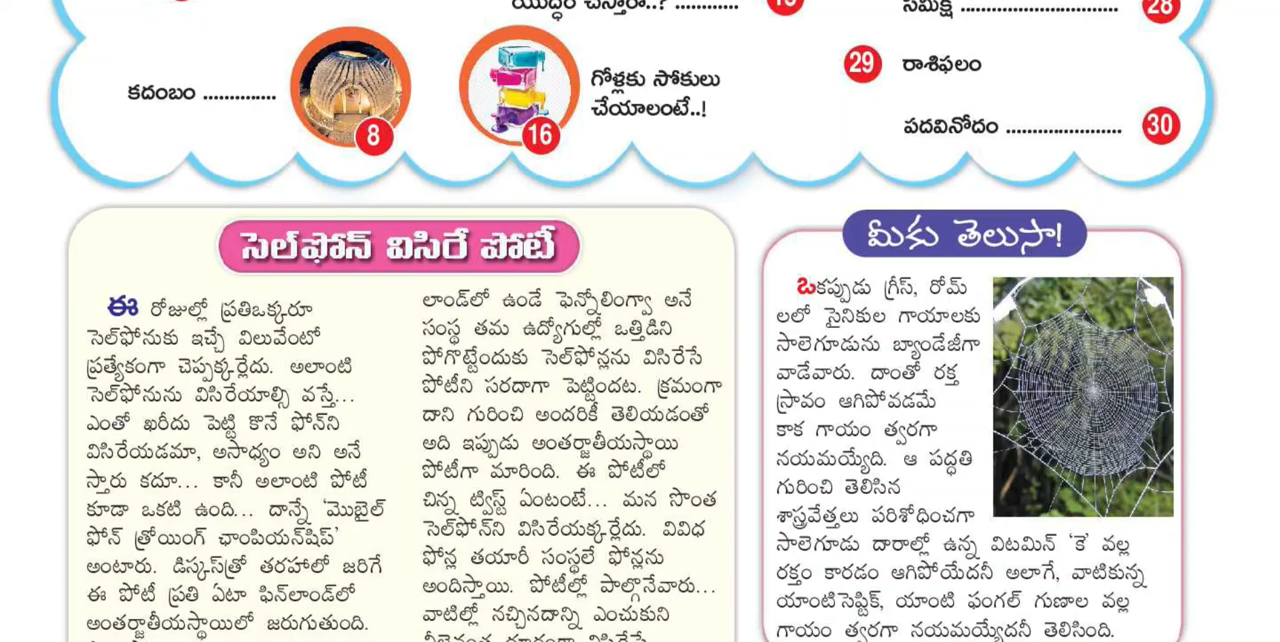 యుద్ధం చేస్తారా..? ............
సమీక్ష ..............................
28
కదంబం ..............
8
16
గోళ్లకు సోకులు
చేయాలంటే..!
29 రాశిఫలం
పదవినోదం ...................... 30
సెల్‌ఫోన్ విసిరే పోటీ
ఈ రోజుల్లో ప్రతిఒక్కరూ
సెల్‌ఫోనుకు ఇచ్చే విలువేంటో
ప్రత్యేకంగా చెప్పక్కర్లేదు. అలాంటి
సెల్‌ఫోనును విసిరేయాల్సి వస్తే...
ఎంతో ఖరీదు పెట్టి కొనే ఫోన్‌ని
విసిరేయడమా, అసాధ్యం అని అనే
స్తారు కదూ... కానీ అలాంటి పోటీ
కూడా ఒకటి ఉంది... దాన్నే ‘మొబైల్
ఫోన్ త్రోయింగ్ ఛాంపియన్‌షిప్’
అంటారు. డిస్కస్‌త్రో తరహాలో జరిగే
ఈ పోటీ ప్రతి ఏటా ఫిన్‌లాండ్‌లో
అంతర్జాతీయస్థాయిలో జరుగుతుంది.
లాండ్‌లో ఉండే ఫెన్నోలింగ్వా అనే
సంస్థ తమ ఉద్యోగుల్లో ఒత్తిడిని
పోగొట్టేందుకు సెల్‌ఫోన్లను విసిరేసే
పోటీని సరదాగా పెట్టిందట. క్రమంగా
దాని గురించి అందరికీ తెలియడంతో
అది ఇప్పుడు అంతర్జాతీయస్థాయి
పోటీగా మారింది. ఈ పోటీలో
చిన్న ట్విస్ట్ ఏంటంటే... మన సొంత
సెల్‌ఫోన్‌ని విసిరేయక్కర్లేదు. వివిధ
ఫోన్ల తయారీ సంస్థలే ఫోన్లను
అందిస్తాయి. పోటీల్లో పాల్గొనేవారు...
వాటిల్లో నచ్చినదాన్ని ఎంచుకుని
మీకు తెలుసా!
ఒకప్పుడు గ్రీస్, రోమ్
లలో సైనికుల గాయాలకు
సాలెగూడును బ్యాండేజీగా
వాడేవారు. దాంతో రక్త
స్రావం ఆగిపోవడమే
కాక గాయం త్వరగా
నయమయ్యేది. ఆ పద్ధతి
గురించి తెలిసిన
శాస్త్రవేత్తలు పరిశోధించగా
సాలెగూడు దారాల్లో ఉన్న విటమిన్ ‘కె’ వల్ల
రక్తం కారడం ఆగిపోయేదనీ అలాగే, వాటికున్న
యాంటిసెప్టిక్, యాంటి ఫంగల్ గుణాల వల్ల
గాయం త్వరగా నయమయ్యేదనీ తెలిసింది.